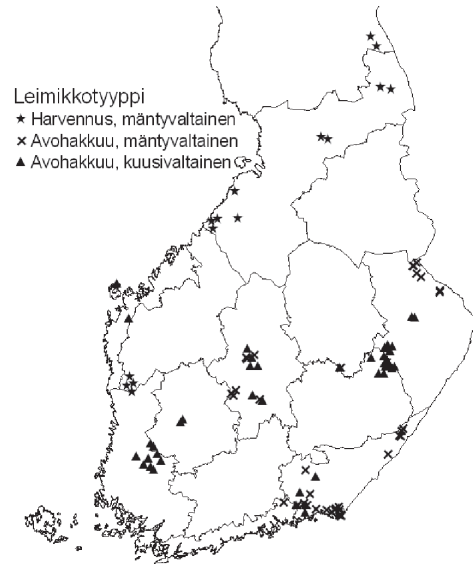 Leimikkotyyppi
★ Harvennus, mäntyvaltainen
× Avohakkuu, mäntyvaltainen
▲ Avohakkuu, kuusivaltainen